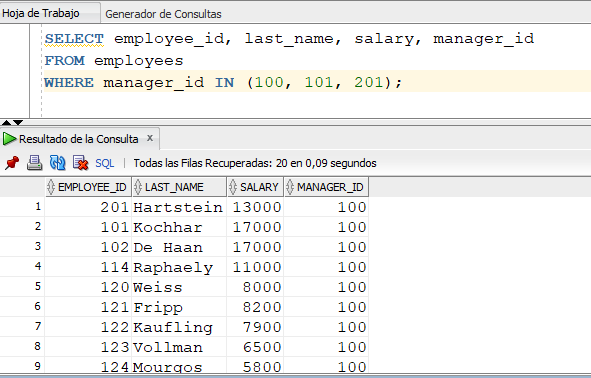 Hoja de Trabajo Generador de Consultas
SELECT employee_id, last_name, salary, manager_id
FROM employees
WHERE manager_id IN (100, 101, 201);
Resultado de la Consulta x
SQL | Todas las Filas Recuperadas: 20 en 0,09 segundos
EMPLOYEE_ID LAST_NAME SALARY MANAGER_ID
1 201 Hartstein 13000 100
2 101 Kochhar 17000 100
3 102 De Haan 17000 100
4 114 Raphaely 11000 100
5 120 Weiss 8000 100
6 121 Fripp 8200 100
7 122 Kaufling 7900 100
8 123 Vollman 6500 100
9 124 Mourgos 5800 100